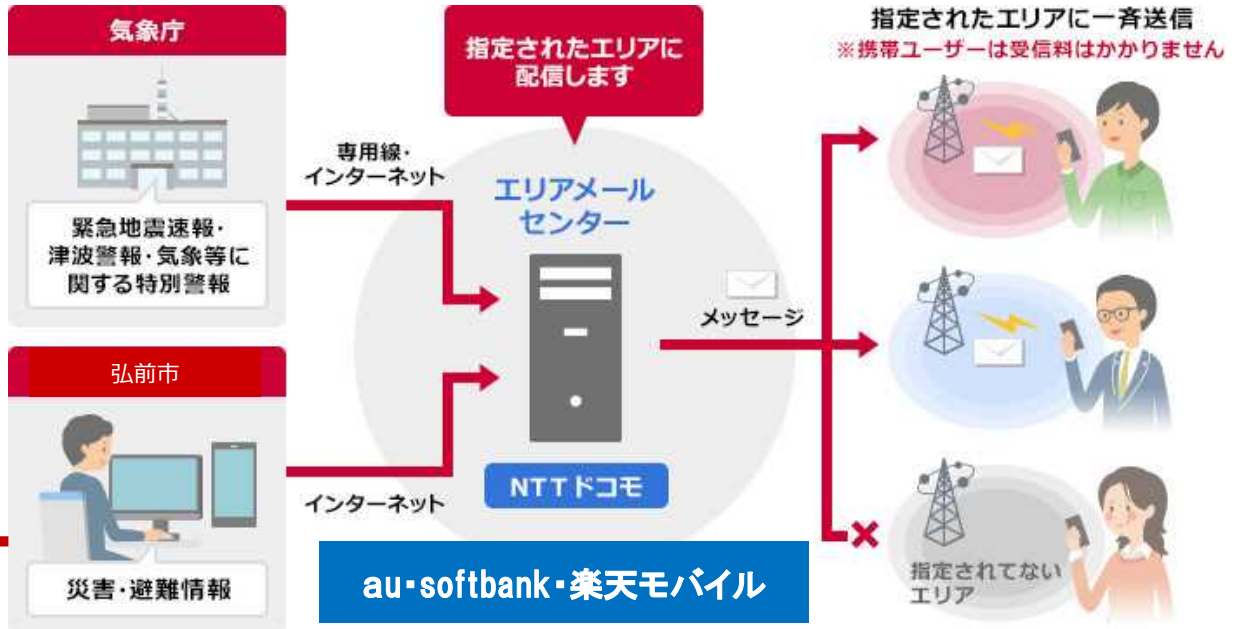 気象庁
緊急地震速報・
津波警報・気象等に
関する特別警報
弘前市
災害・避難情報
専用線・
インターネット
インターネット
指定されたエリアに
配信します
エリアメール
センター
NTTドコモ
au・softbank・楽天モバイル
メッセージ
指定されたエリアに一斉送信
※携帯ユーザーは受信料はかかりません
指定されてない
エリア